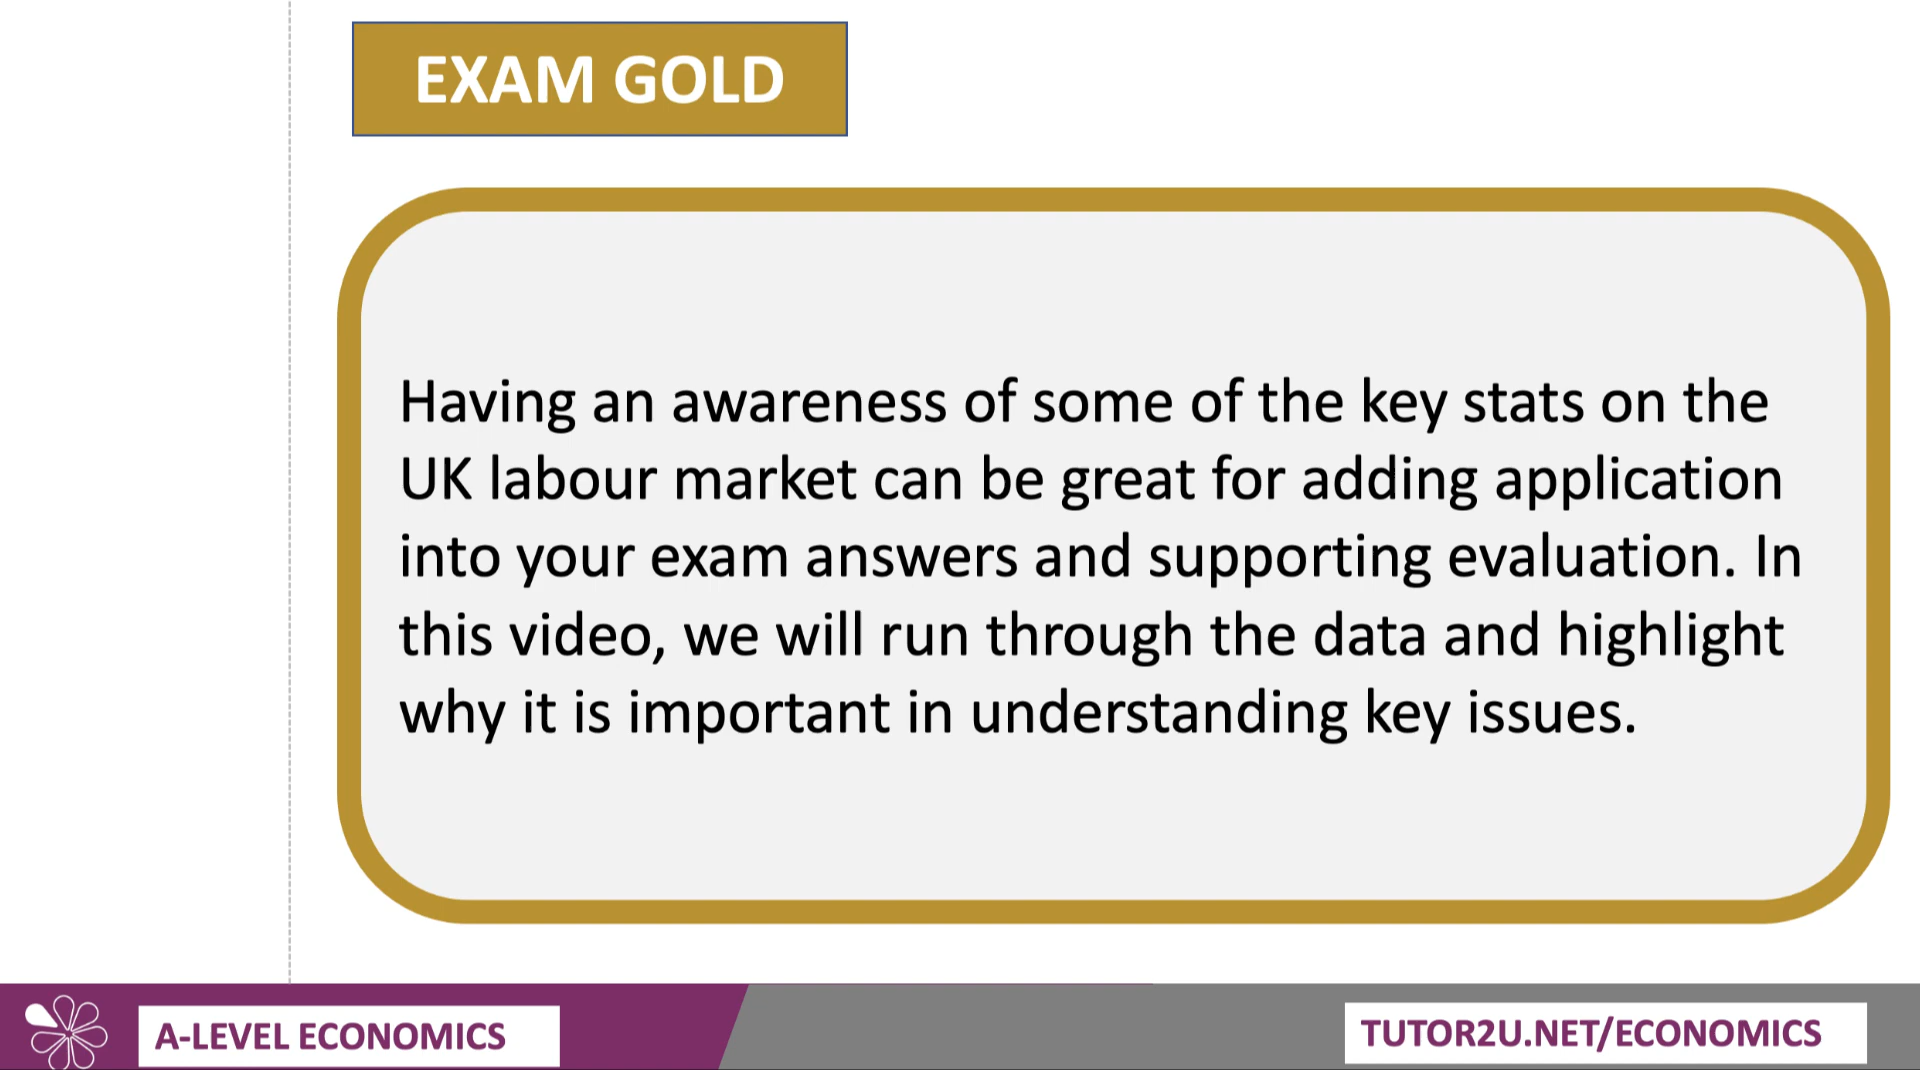 EXAM GOLD
Having an awareness of some of the key stats on the
UK labour market can be great for adding application
into your exam answers and supporting evaluation. In
this video, we will run through the data and highlight
why it is important in understanding key issues.
A-LEVEL ECONOMICS
TUTOR2U.NET/ECONOMICS